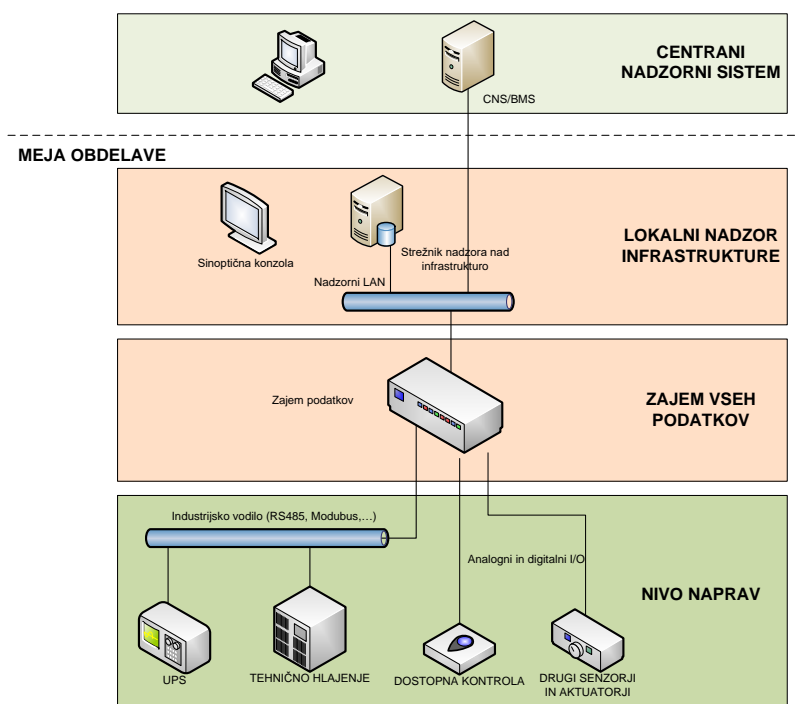 CENTRANI
NADZORNI SISTEM
CNS/BMS
MEJA OBDELAVE
LOKALNI NADZOR
INFRASTRUKTURE
Sinoptična konzola
Strežnik nadzora nad
infrastrukturo
Nadzorni LAN
Zajem podatkov
ZAJEM VSEH
PODATKOV
Industrijsko vodilo (RS485, Modubus,...)
Analogni in digitalni I/O
NIVO NAPRAV
UPS
TEHNIČNO HLAJENJE
DOSTOPNA KONTROLA
DRUGI SENZORJI
IN AKTUATORJI